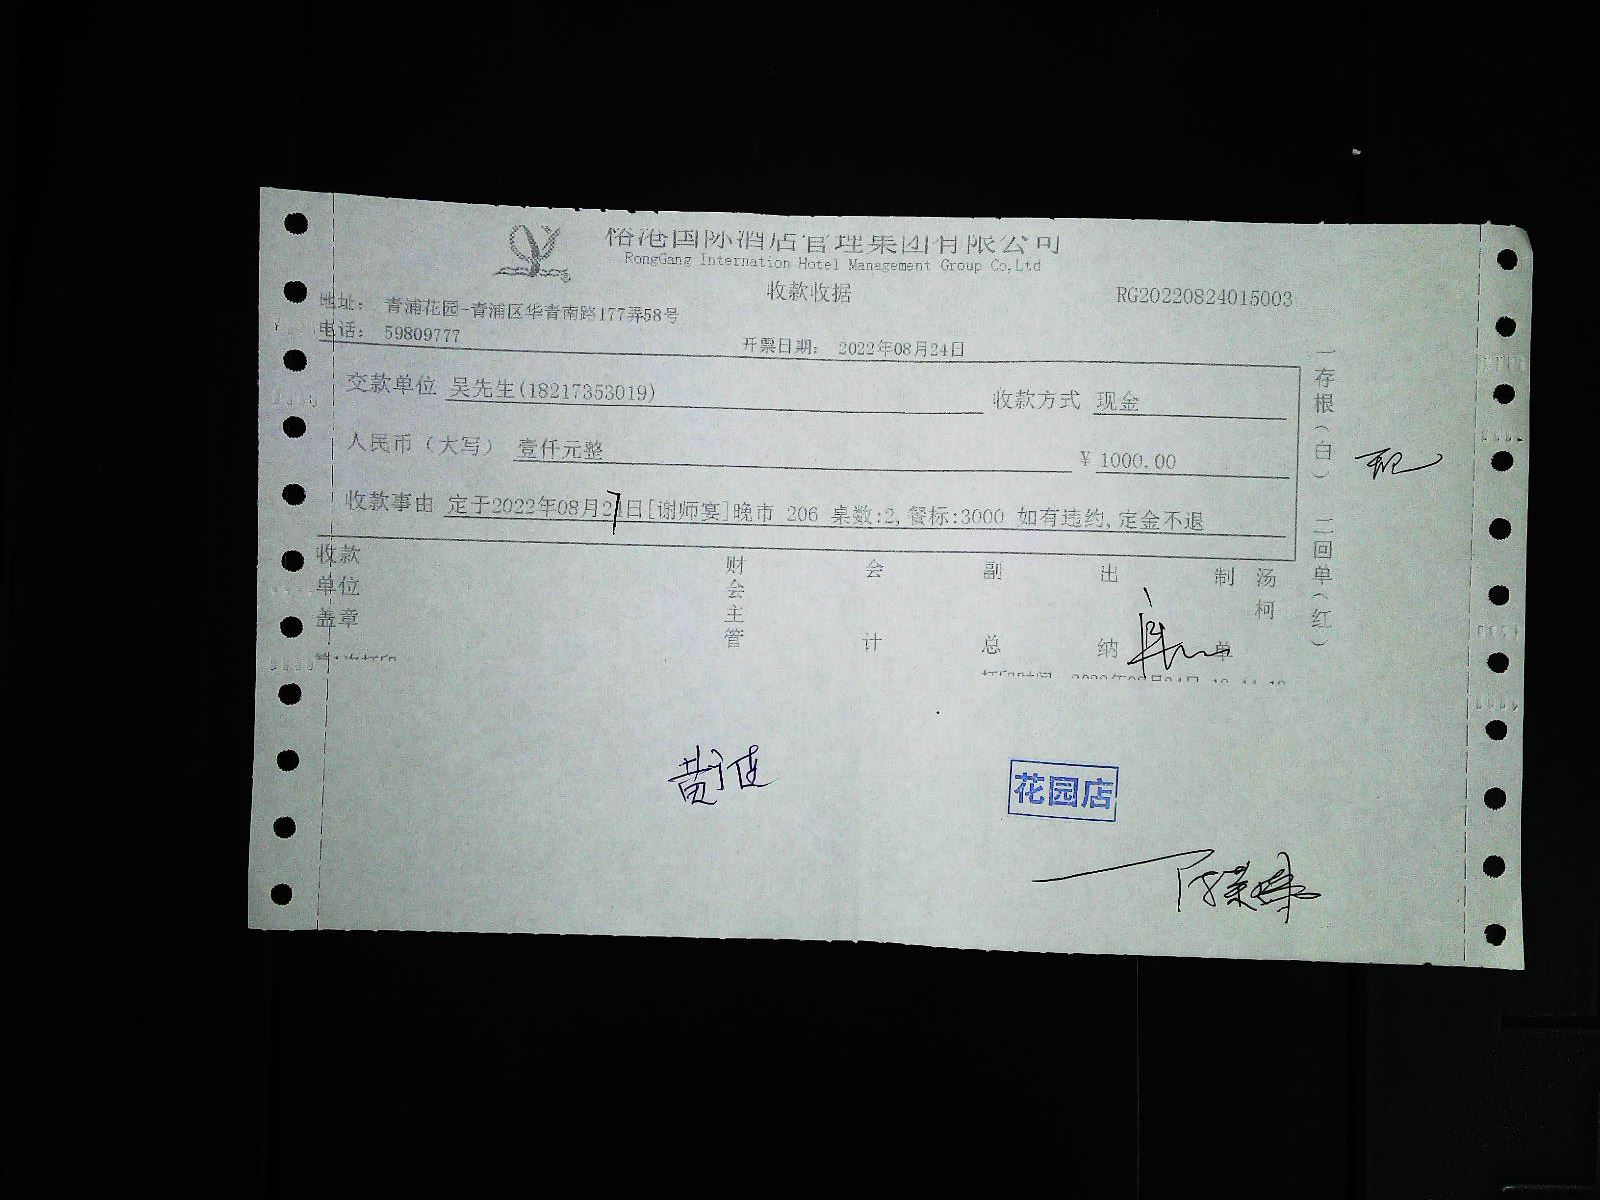 榕港国际酒店管理集团有限公司
RongGang Internation Hotel Management Group Co,Ltd
收款收据
RG20220824015003
地址： 青浦花园-青浦区华青南路177弄58号
电话： 59809777
开票日期： 2022年08月24日
交款单位 吴先生(18217353019)
收款方式 现金
人民币（大写） 壹仟元整
￥ 1000.00
收款事由 定于2022年08月27日[谢师宴]晚市 206 桌数:2,餐标:3000 如有违约,定金不退
收款单位盖章
财会主管
会计
副总
出纳
制单
汤柯
一存根（白） 二回单（红）
现
花园店